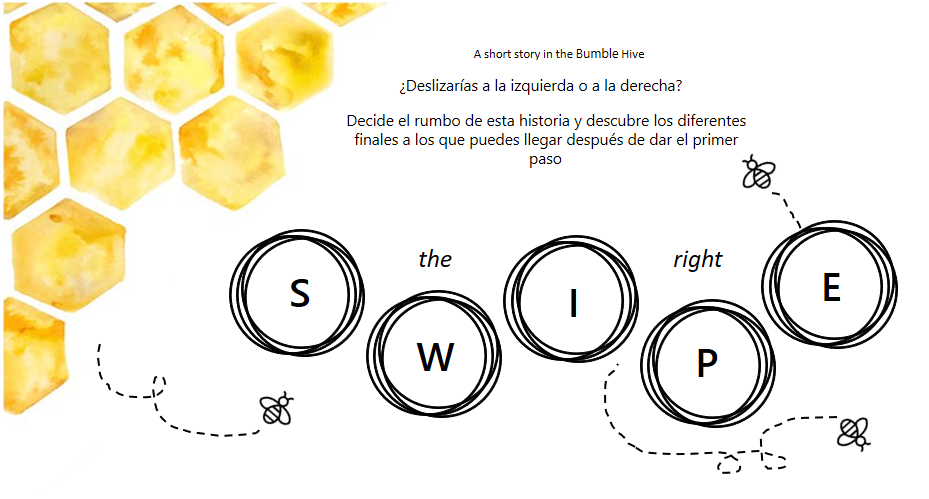 A short story in the Bumble Hive
¿Deslizarías a la izquierda o a la derecha?
Decide el rumbo de esta historia y descubre los diferentes
finales a los que puedes llegar después de dar el primer
paso
the right
S W I P E